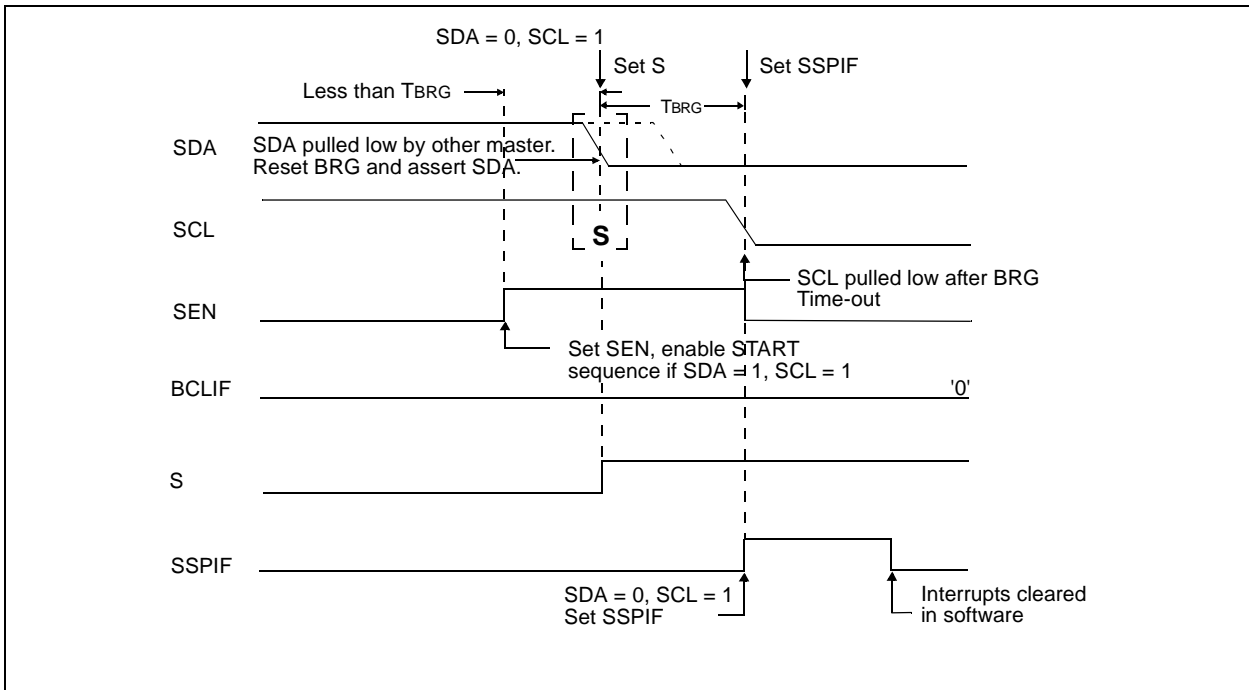 SDA = 0, SCL = 1
Set S
Set SSPIF
Less than TBRG
TBRG
SDA
SDA pulled low by other master.
Reset BRG and assert SDA.
SCL
S
SCL pulled low after BRG
Time-out
SEN
Set SEN, enable START
sequence if SDA = 1, SCL = 1
BCLIF
'0'
S
SSPIF
SDA = 0, SCL = 1
Set SSPIF
Interrupts cleared
in software